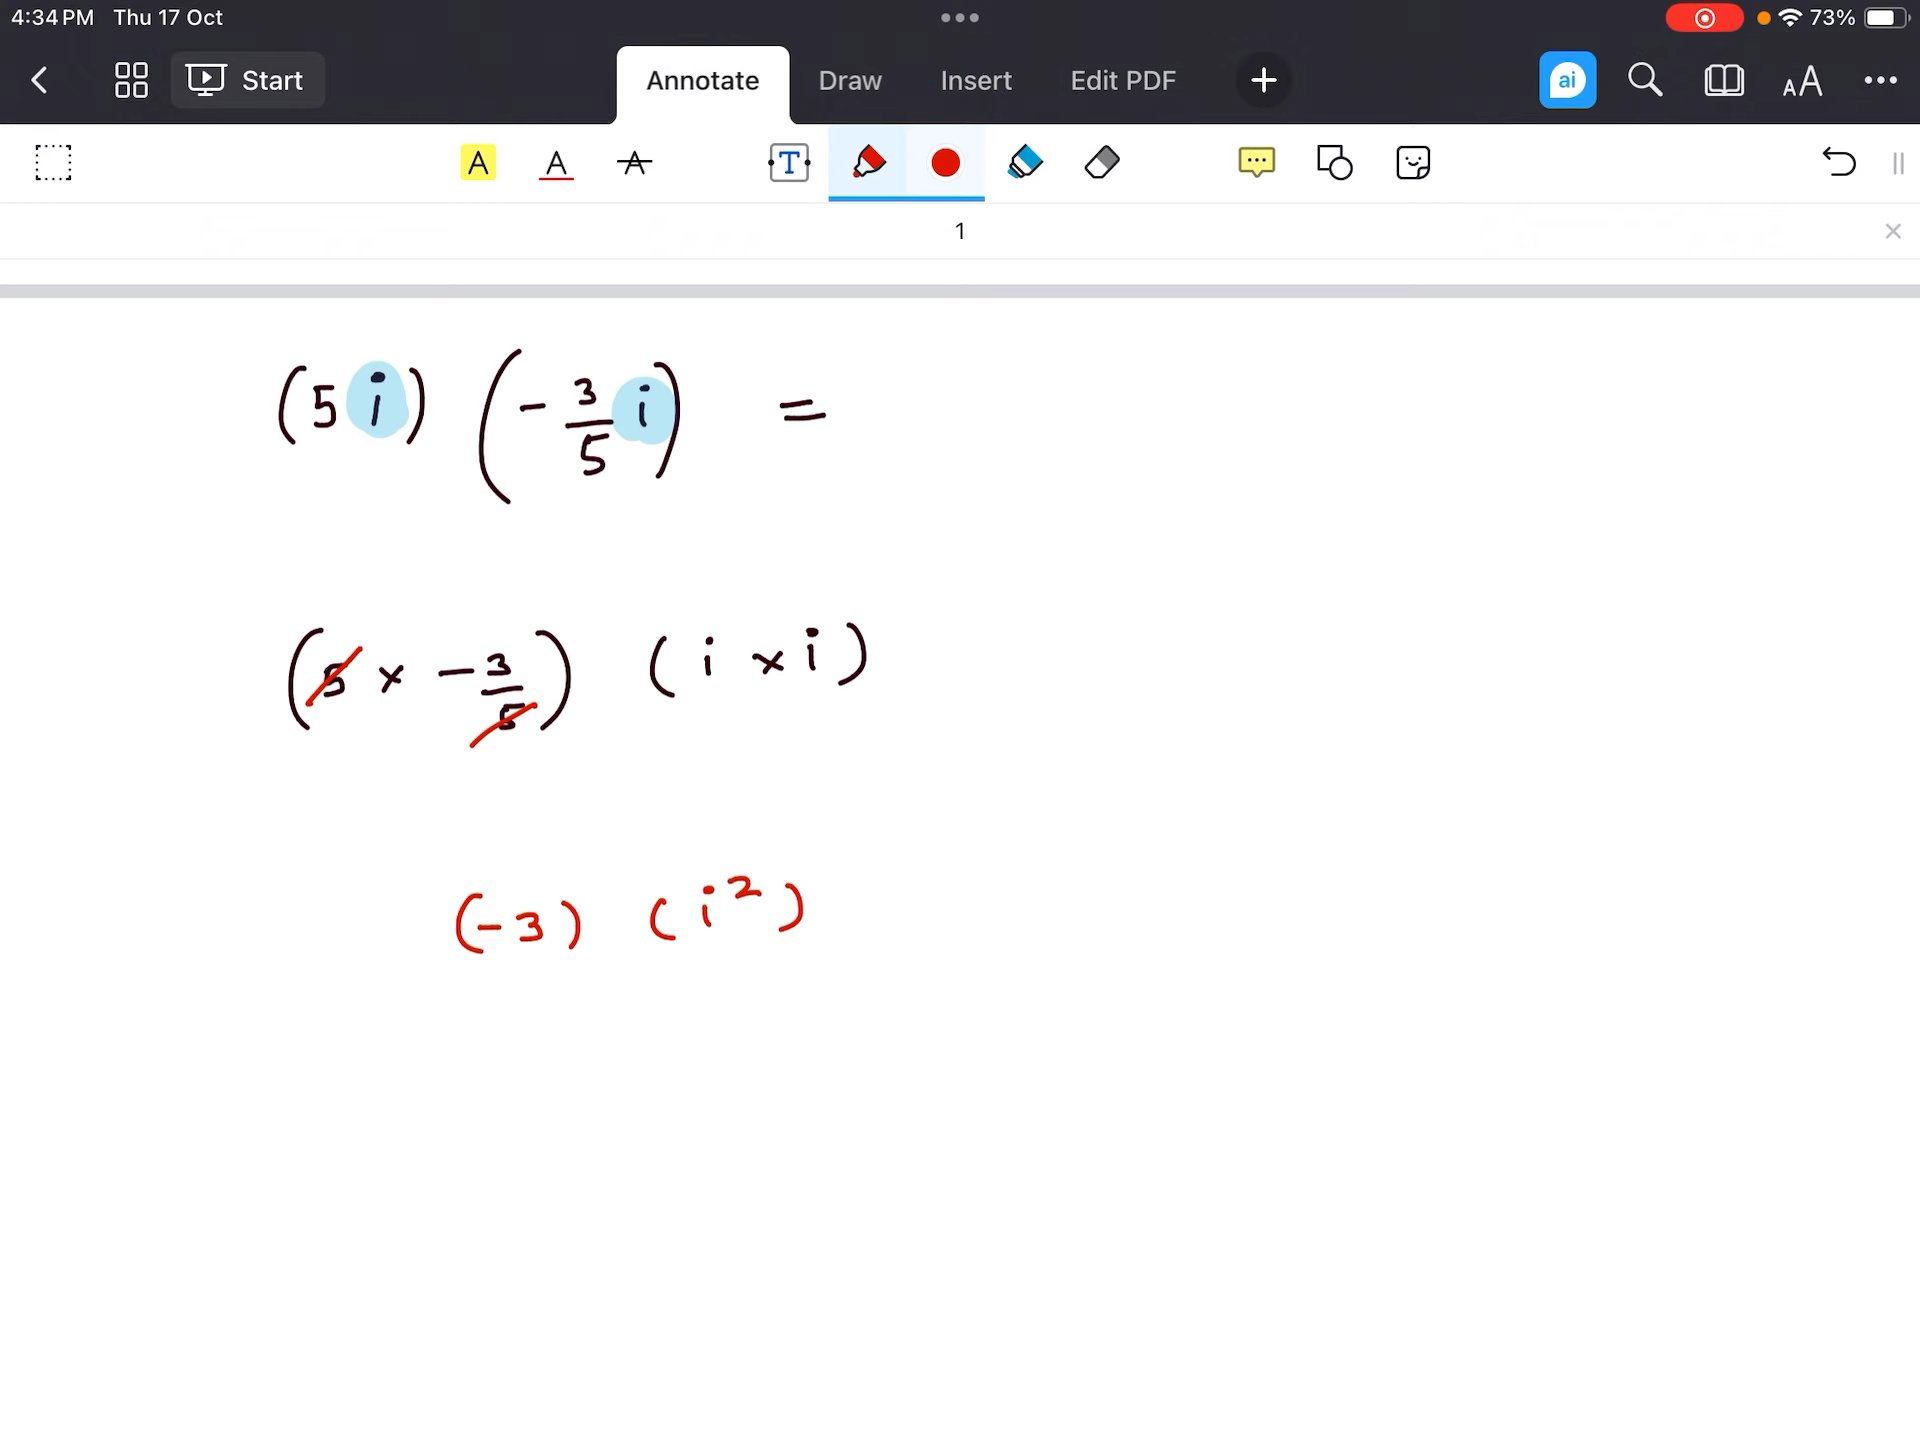 4:34 PM Thu 17 Oct 73%
Start Annotate Draw Insert Edit PDF + ai AA
A A A T
1
(5i) (-3/5 i) =
(5 × -3/5) (i × i)
(-3) (i²)